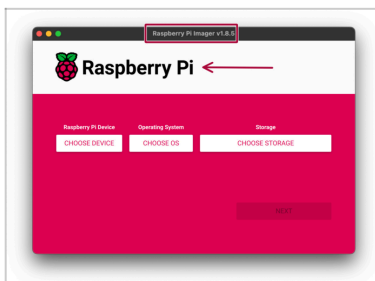 Raspberry Pi Imager v1.8.5
Raspberry Pi
Raspberry Pi Device Operating System Storage
CHOOSE DEVICE CHOOSE OS CHOOSE STORAGE
NEXT